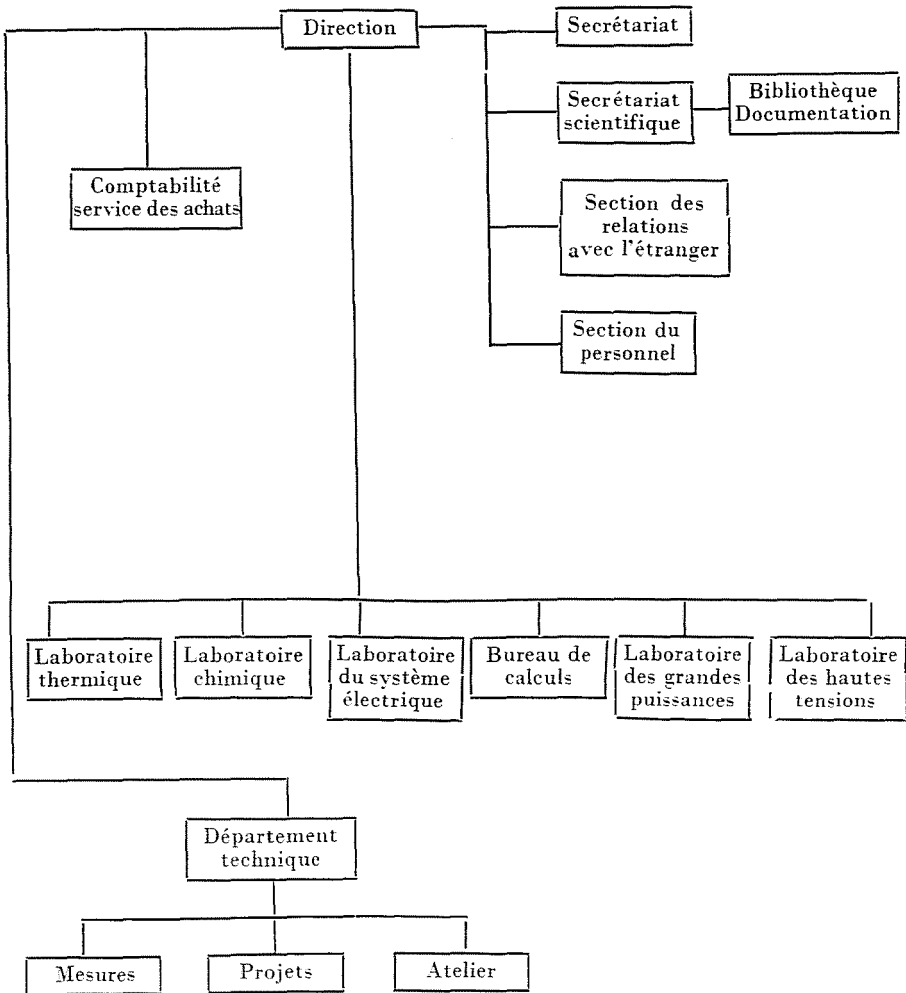 Direction
Secrétariat
Secrétariat
scientifique
Bibliothèque
Documentation
Comptabilité
service des achats
Section des
relations
avec l'étranger
Section du
personnel
Laboratoire
thermique
Laboratoire
chimique
Laboratoire
du système
électrique
Bureau de
calculs
Laboratoire
des grandes
puissances
Laboratoire
des hautes
tensions
Département
technique
Mesures
Projets
Atelier